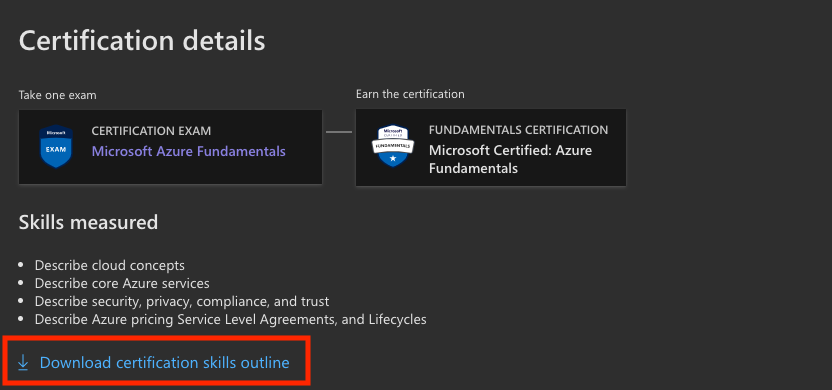 Certification details
Take one exam
Earn the certification
Microsoft
EXAM
CERTIFICATION EXAM
Microsoft Azure Fundamentals
Microsoft
CERTIFIED
FUNDAMENTALS
FUNDAMENTALS CERTIFICATION
Microsoft Certified: Azure
Fundamentals
Skills measured
Describe cloud concepts
Describe core Azure services
Describe security, privacy, compliance, and trust
Describe Azure pricing Service Level Agreements, and Lifecycles
Download certification skills outline